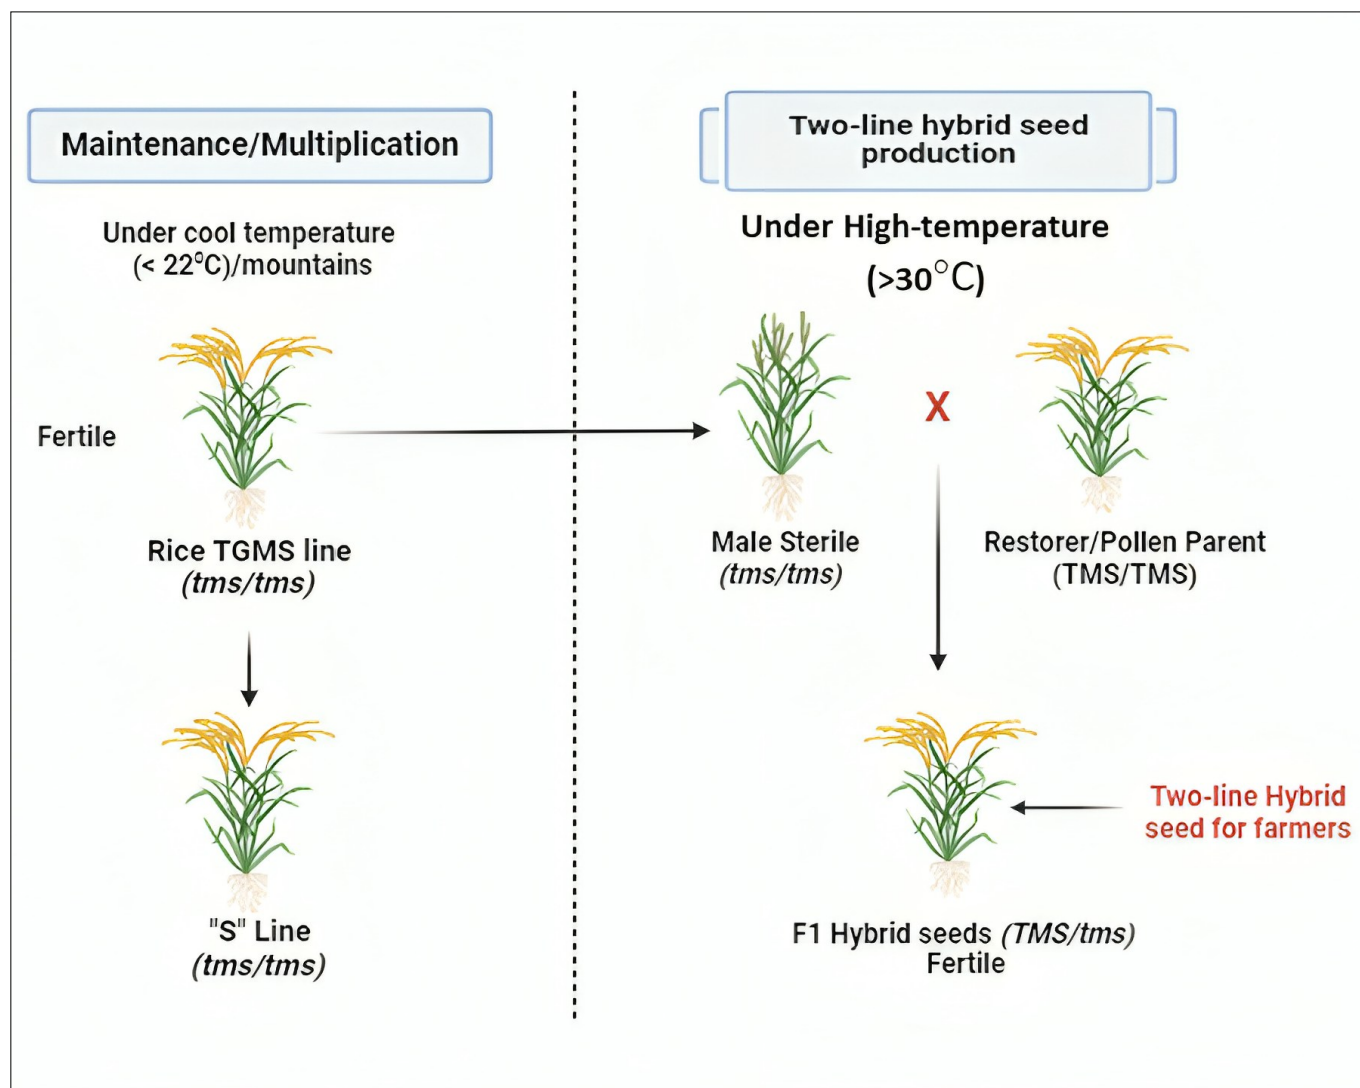 Maintenance/Multiplication
Under cool temperature
(< 22⁰C)/mountains
Fertile
Rice TGMS line
(tms/tms)
"S" Line
(tms/tms)
Two-line hybrid seed
production
Under High-temperature
(>30°C)
X
Male Sterile
(tms/tms)
Restorer/Pollen Parent
(TMS/TMS)
Two-line Hybrid
seed for farmers
F1 Hybrid seeds (TMS/tms)
Fertile